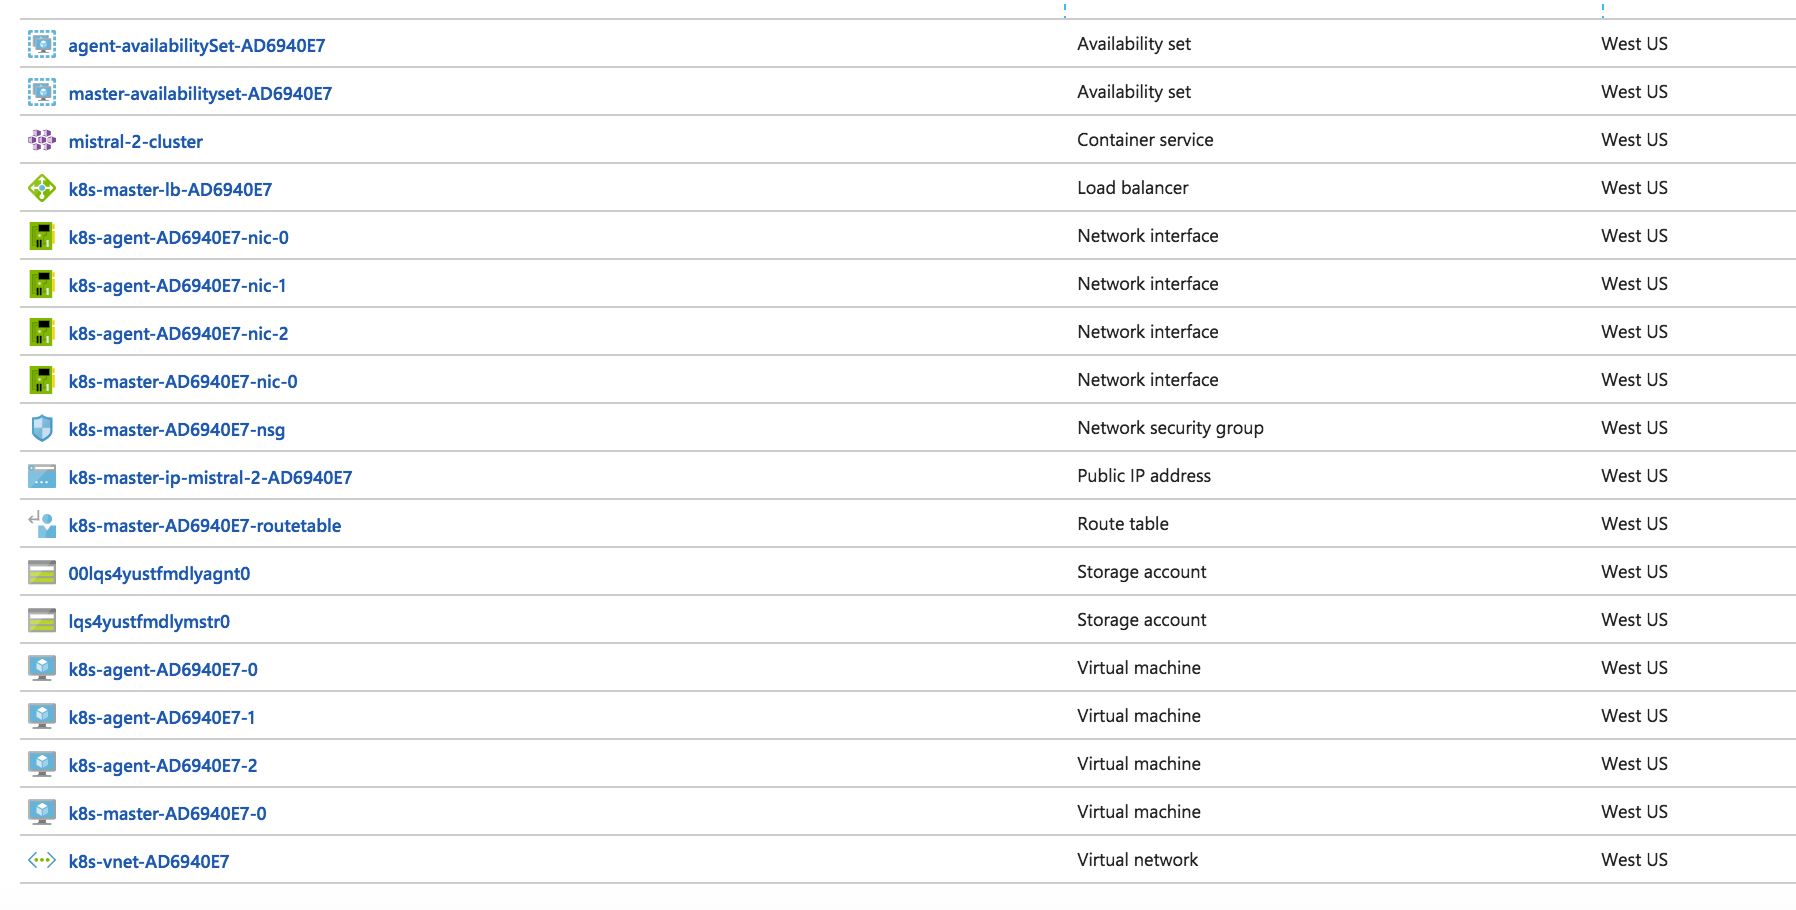 agent-availabilitySet-AD6940E7 Availability set West US
master-availabilityset-AD6940E7 Availability set West US
mistral-2-cluster Container service West US
k8s-master-lb-AD6940E7 Load balancer West US
k8s-agent-AD6940E7-nic-0 Network interface West US
k8s-agent-AD6940E7-nic-1 Network interface West US
k8s-agent-AD6940E7-nic-2 Network interface West US
k8s-master-AD6940E7-nic-0 Network interface West US
k8s-master-AD6940E7-nsg Network security group West US
k8s-master-ip-mistral-2-AD6940E7 Public IP address West US
k8s-master-AD6940E7-routetable Route table West US
00lqs4yustfmdlyagnt0 Storage account West US
lqs4yustfmdlymstr0 Storage account West US
k8s-agent-AD6940E7-0 Virtual machine West US
k8s-agent-AD6940E7-1 Virtual machine West US
k8s-agent-AD6940E7-2 Virtual machine West US
k8s-master-AD6940E7-0 Virtual machine West US
k8s-vnet-AD6940E7 Virtual network West US